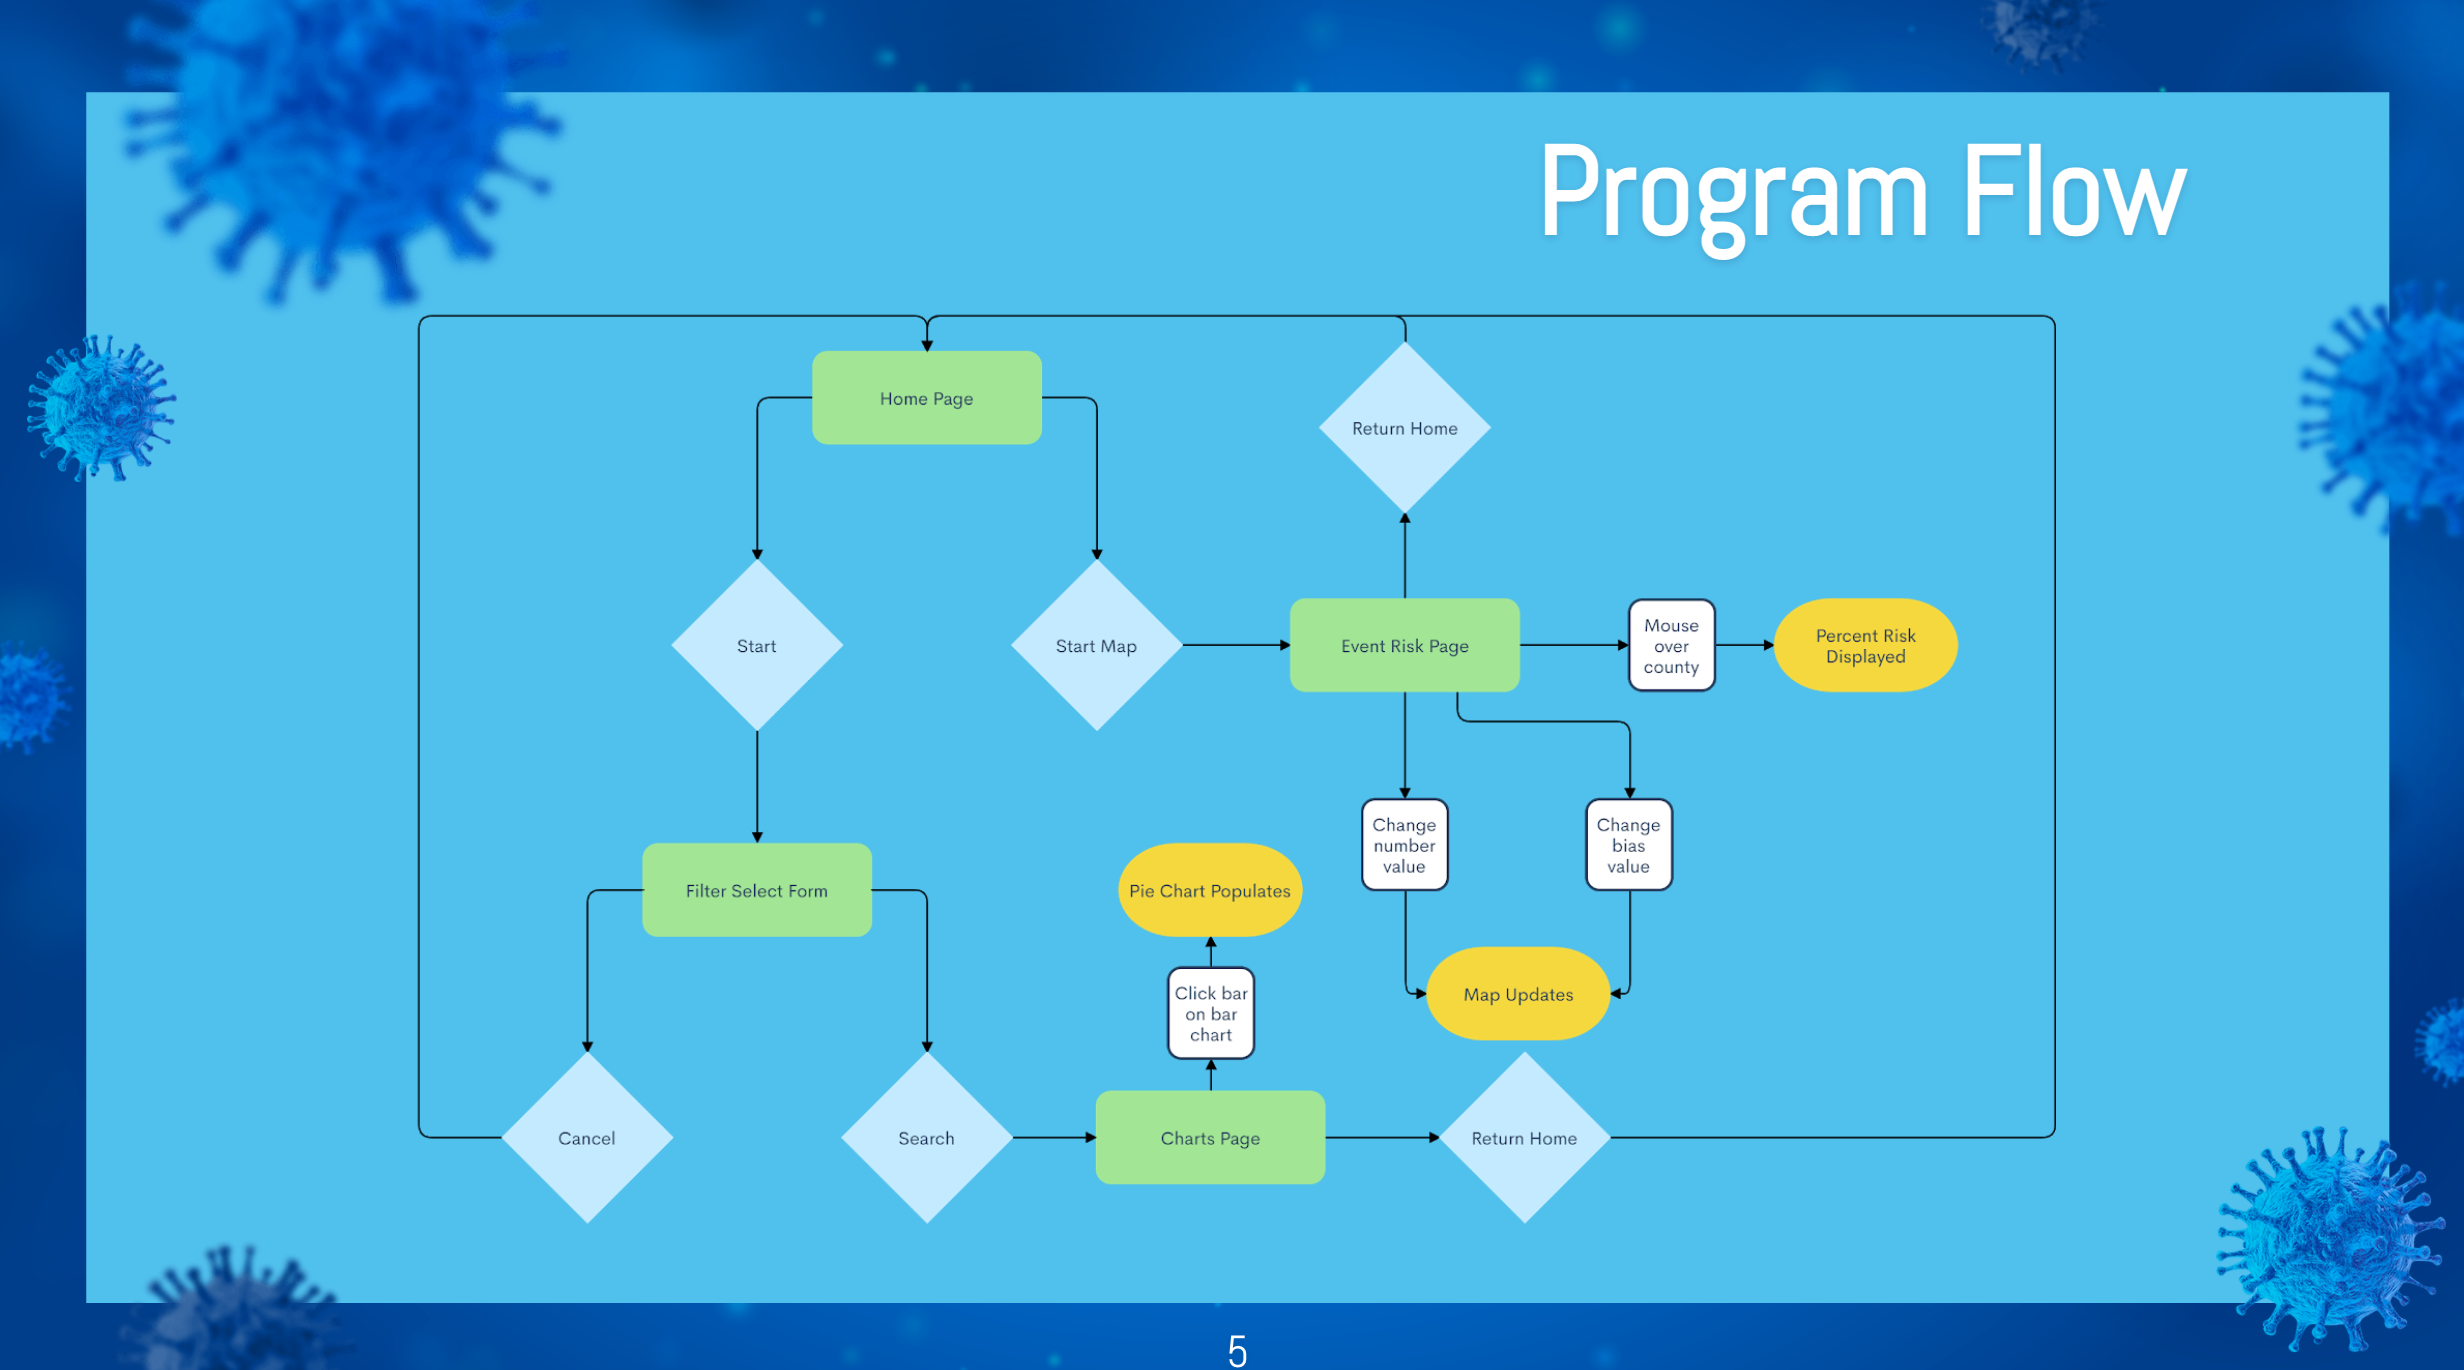 Program Flow
Home Page
Return Home
Start
Start Map
Event Risk Page
Mouse
over
county
Percent Risk
Displayed
Change
number
value
Change
bias
value
Filter Select Form
Pie Chart Populates
Click bar
on bar
chart
Map Updates
Cancel
Search
Charts Page
Return Home
5